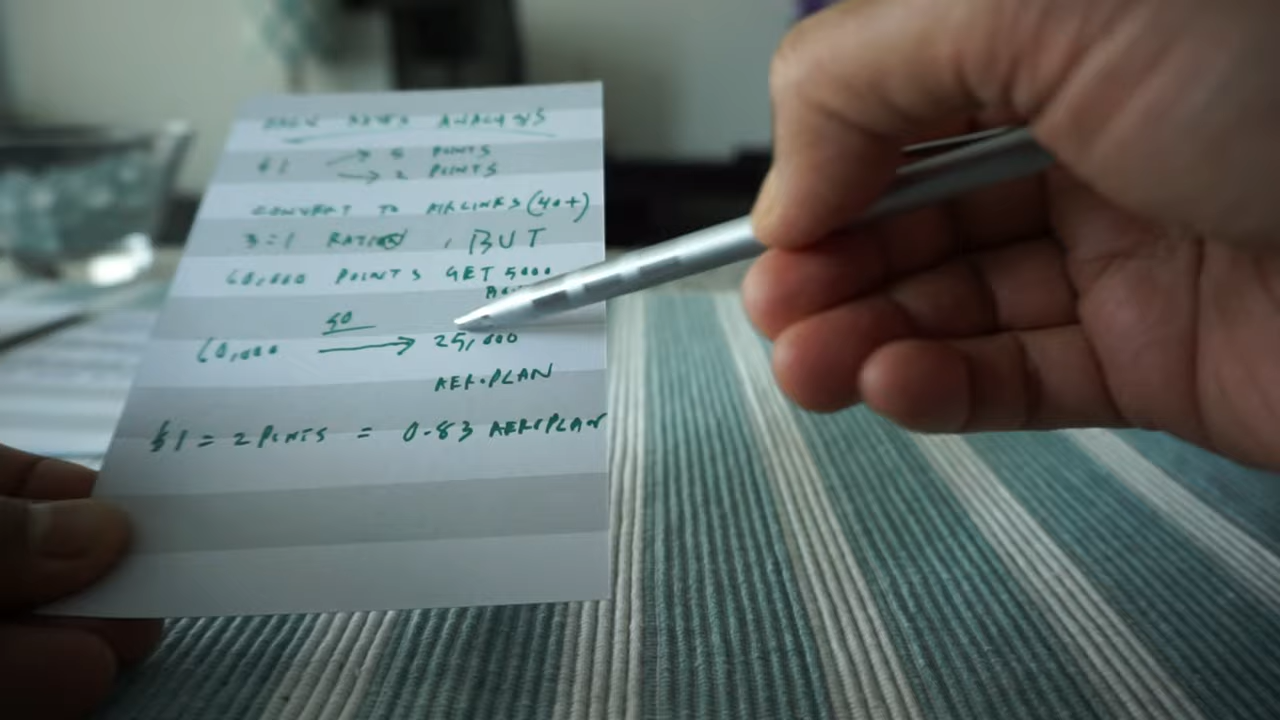 ANALYSIS
£1 → 5 POINTS
→ 2 POINTS
CONVERT TO AIRLINES (40+)
3:1 RATIO, BUT
60,000 POINTS GET 5000
60,000 → 25,000
AEROPLAN
£1 = 2 POINTS = 0.83 AEROPLAN